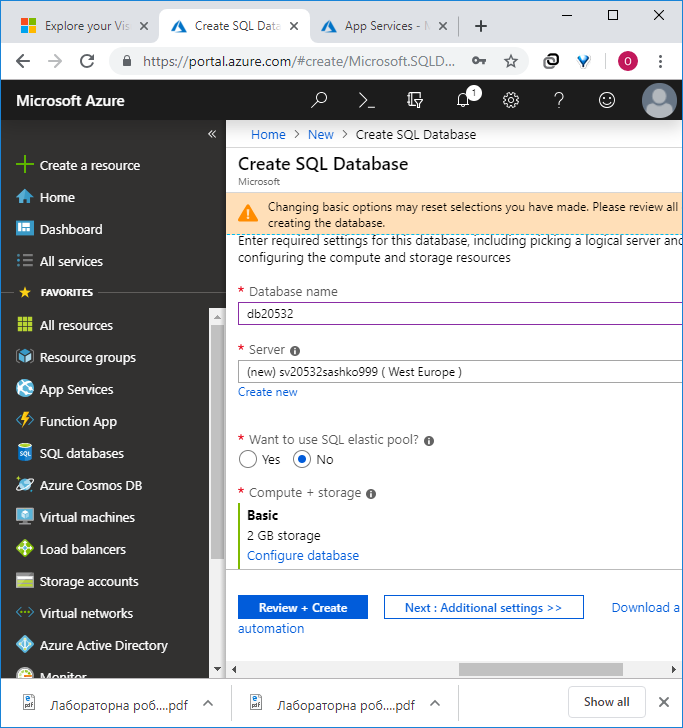 Explore your Vis
Create SQL Data
App Services - M
https://portal.azure.com/#create/Microsoft.SQLD...
O
Microsoft Azure
1
Home > New > Create SQL Database
Create SQL Database
Microsoft
Changing basic options may reset selections you have made. Please review all
creating the database.
Enter required settings for this database, including picking a logical server and
configuring the compute and storage resources
* Database name
db20532
* Server
(new) sv20532sashko999 ( West Europe )
Create new
* Want to use SQL elastic pool?
Yes No
* Compute + storage
Basic
2 GB storage
Configure database
Review + Create
Next : Additional settings >>
Download a
automation
«
Create a resource
Home
Dashboard
All services
FAVORITES
All resources
Resource groups
App Services
Function App
SQL databases
Azure Cosmos DB
Virtual machines
Load balancers
Storage accounts
Virtual networks
Azure Active Directory
Monitor
Лабораторна роб....pdf
Лабораторна роб....pdf
Show all